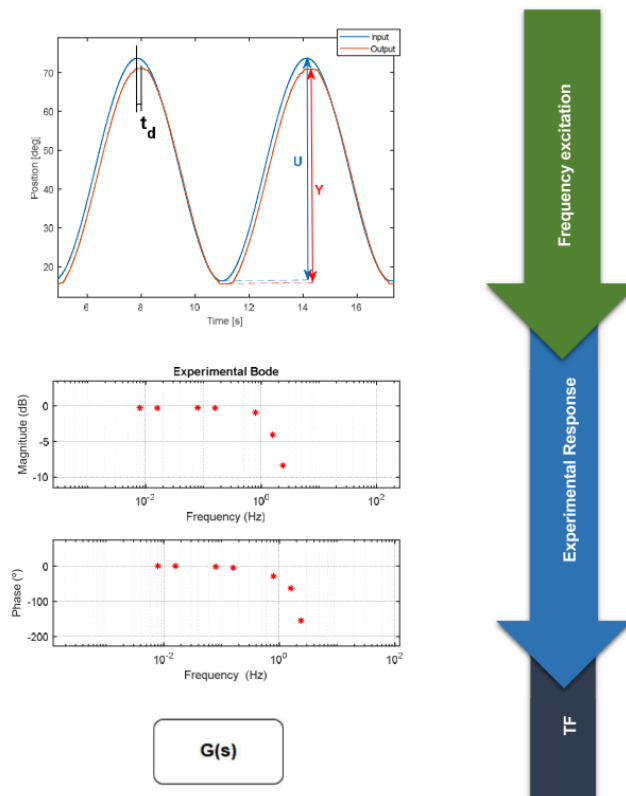 Input
Output
Position [deg]
70
60
50
40
30
20
t_d
U
Y
6
8
10
12
14
16
Time [s]
Frequency excitation
Experimental Bode
Magnitude (dB)
0
-5
-10
10^-2
10^0
10^2
Frequency (Hz)
Experimental Response
Phase (º)
0
-100
-200
10^-2
10^0
10^2
Frequency (Hz)
G(s)
TF